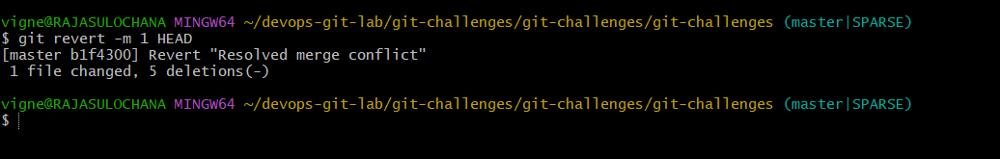 vigne@RAJASULOCHANA MINGW64 ~/devops-git-lab/git-challenges/git-challenges/git-challenges (master|SPARSE)
$ git revert -m 1 HEAD
[master b1f4300] Revert "Resolved merge conflict"
 1 file changed, 5 deletions(-)
vigne@RAJASULOCHANA MINGW64 ~/devops-git-lab/git-challenges/git-challenges/git-challenges (master|SPARSE)
$